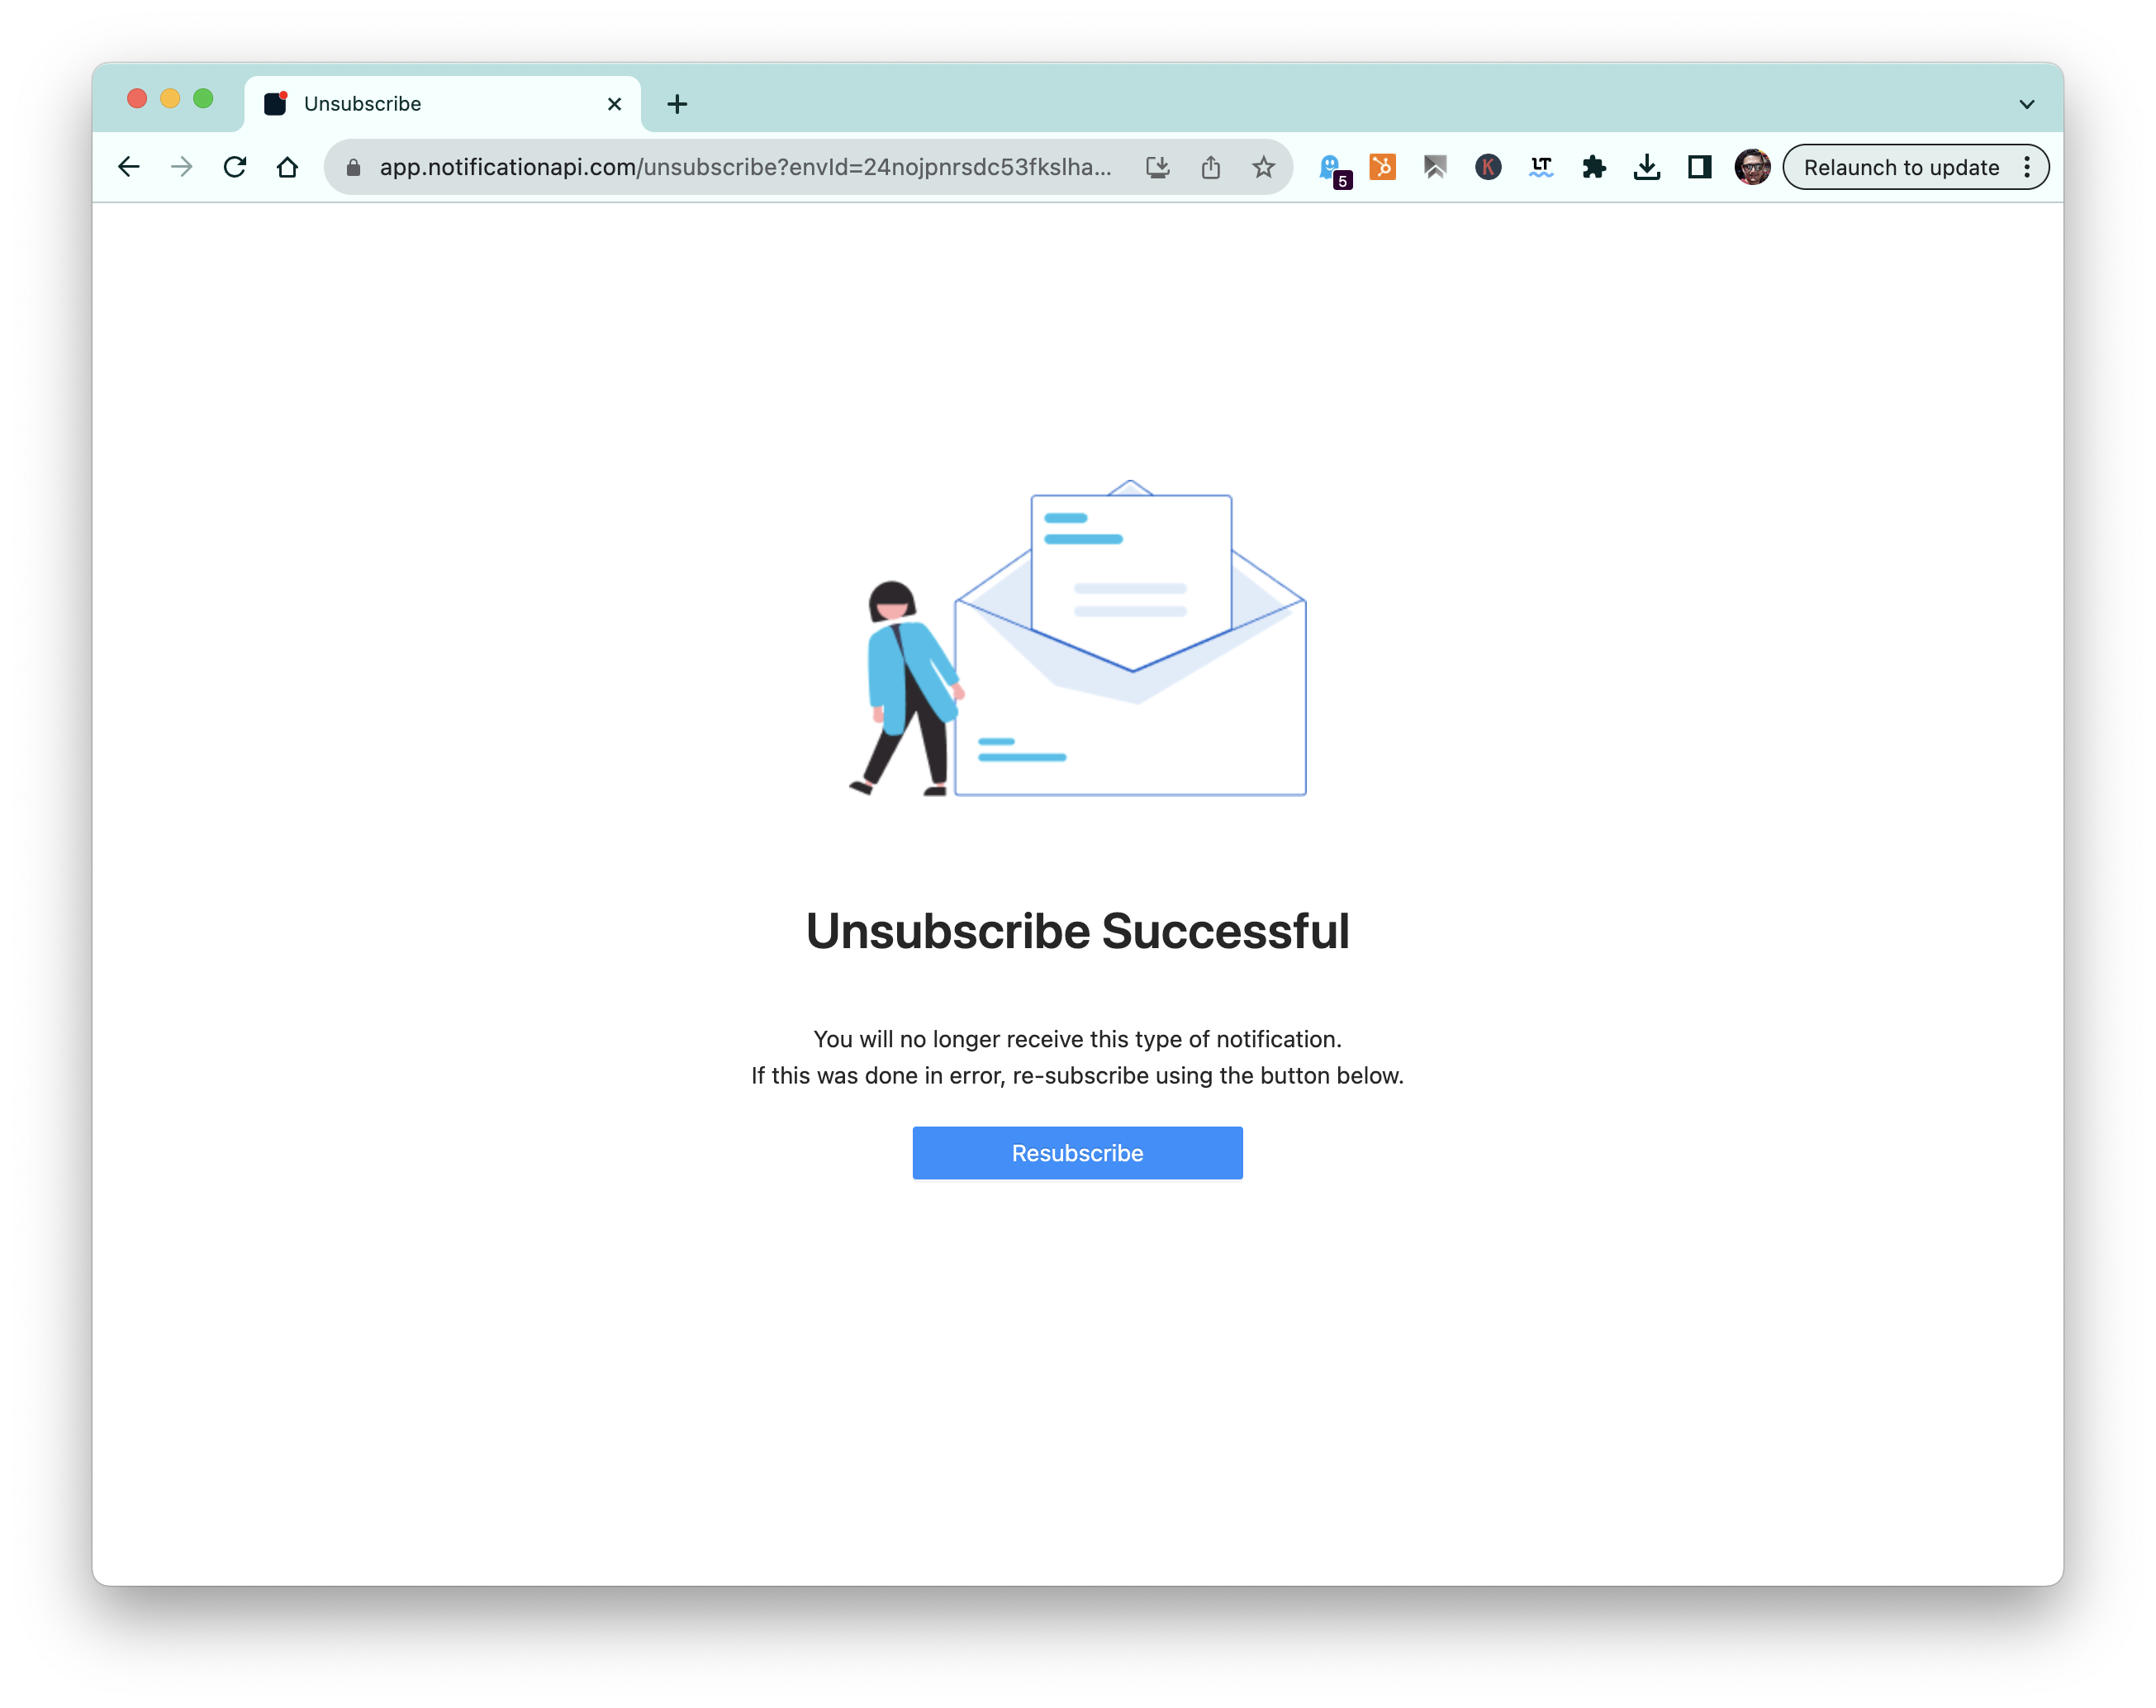 Unsubscribe
app.notificationapi.com/unsubscribe?envId=24nojpnrsdc53fkslha...
5
K
LT
Relaunch to update
Unsubscribe Successful
You will no longer receive this type of notification.
If this was done in error, re-subscribe using the button below.
Resubscribe